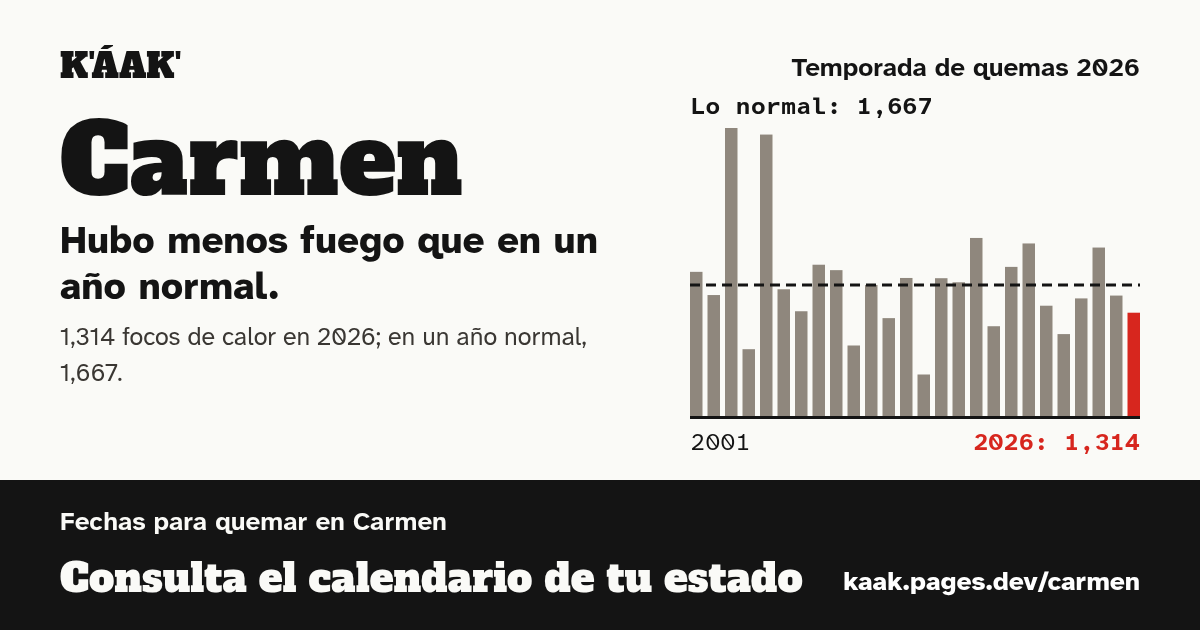 K'ÁAK'
Carmen
Hubo menos fuego que en un
año normal.
1,314 focos de calor en 2026; en un año normal,
1,667.
Temporada de quemas 2026
Lo normal: 1,667
2001
2026: 1,314
Fechas para quemar en Carmen
Consulta el calendario de tu estado
kaak.pages.dev/carmen